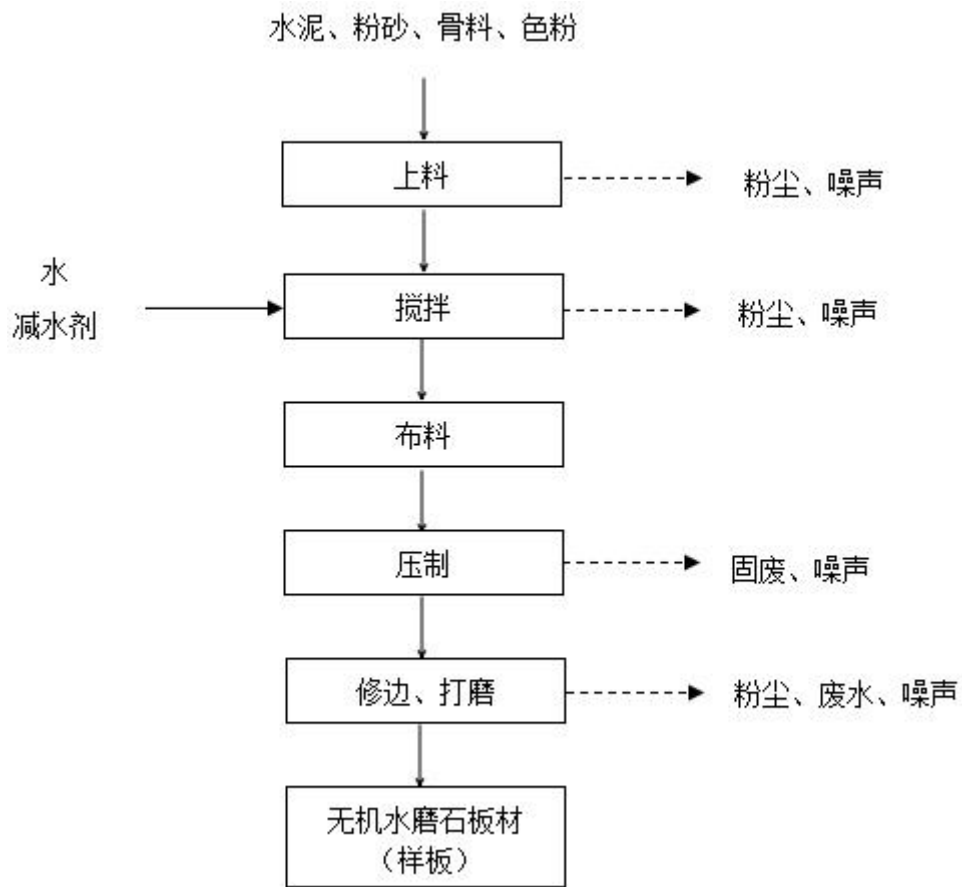 水泥、粉砂、骨料、色粉
上料
粉尘、噪声
水
减水剂
搅拌
粉尘、噪声
布料
压制
固废、噪声
修边、打磨
粉尘、废水、噪声
无机水磨石板材
（样板）